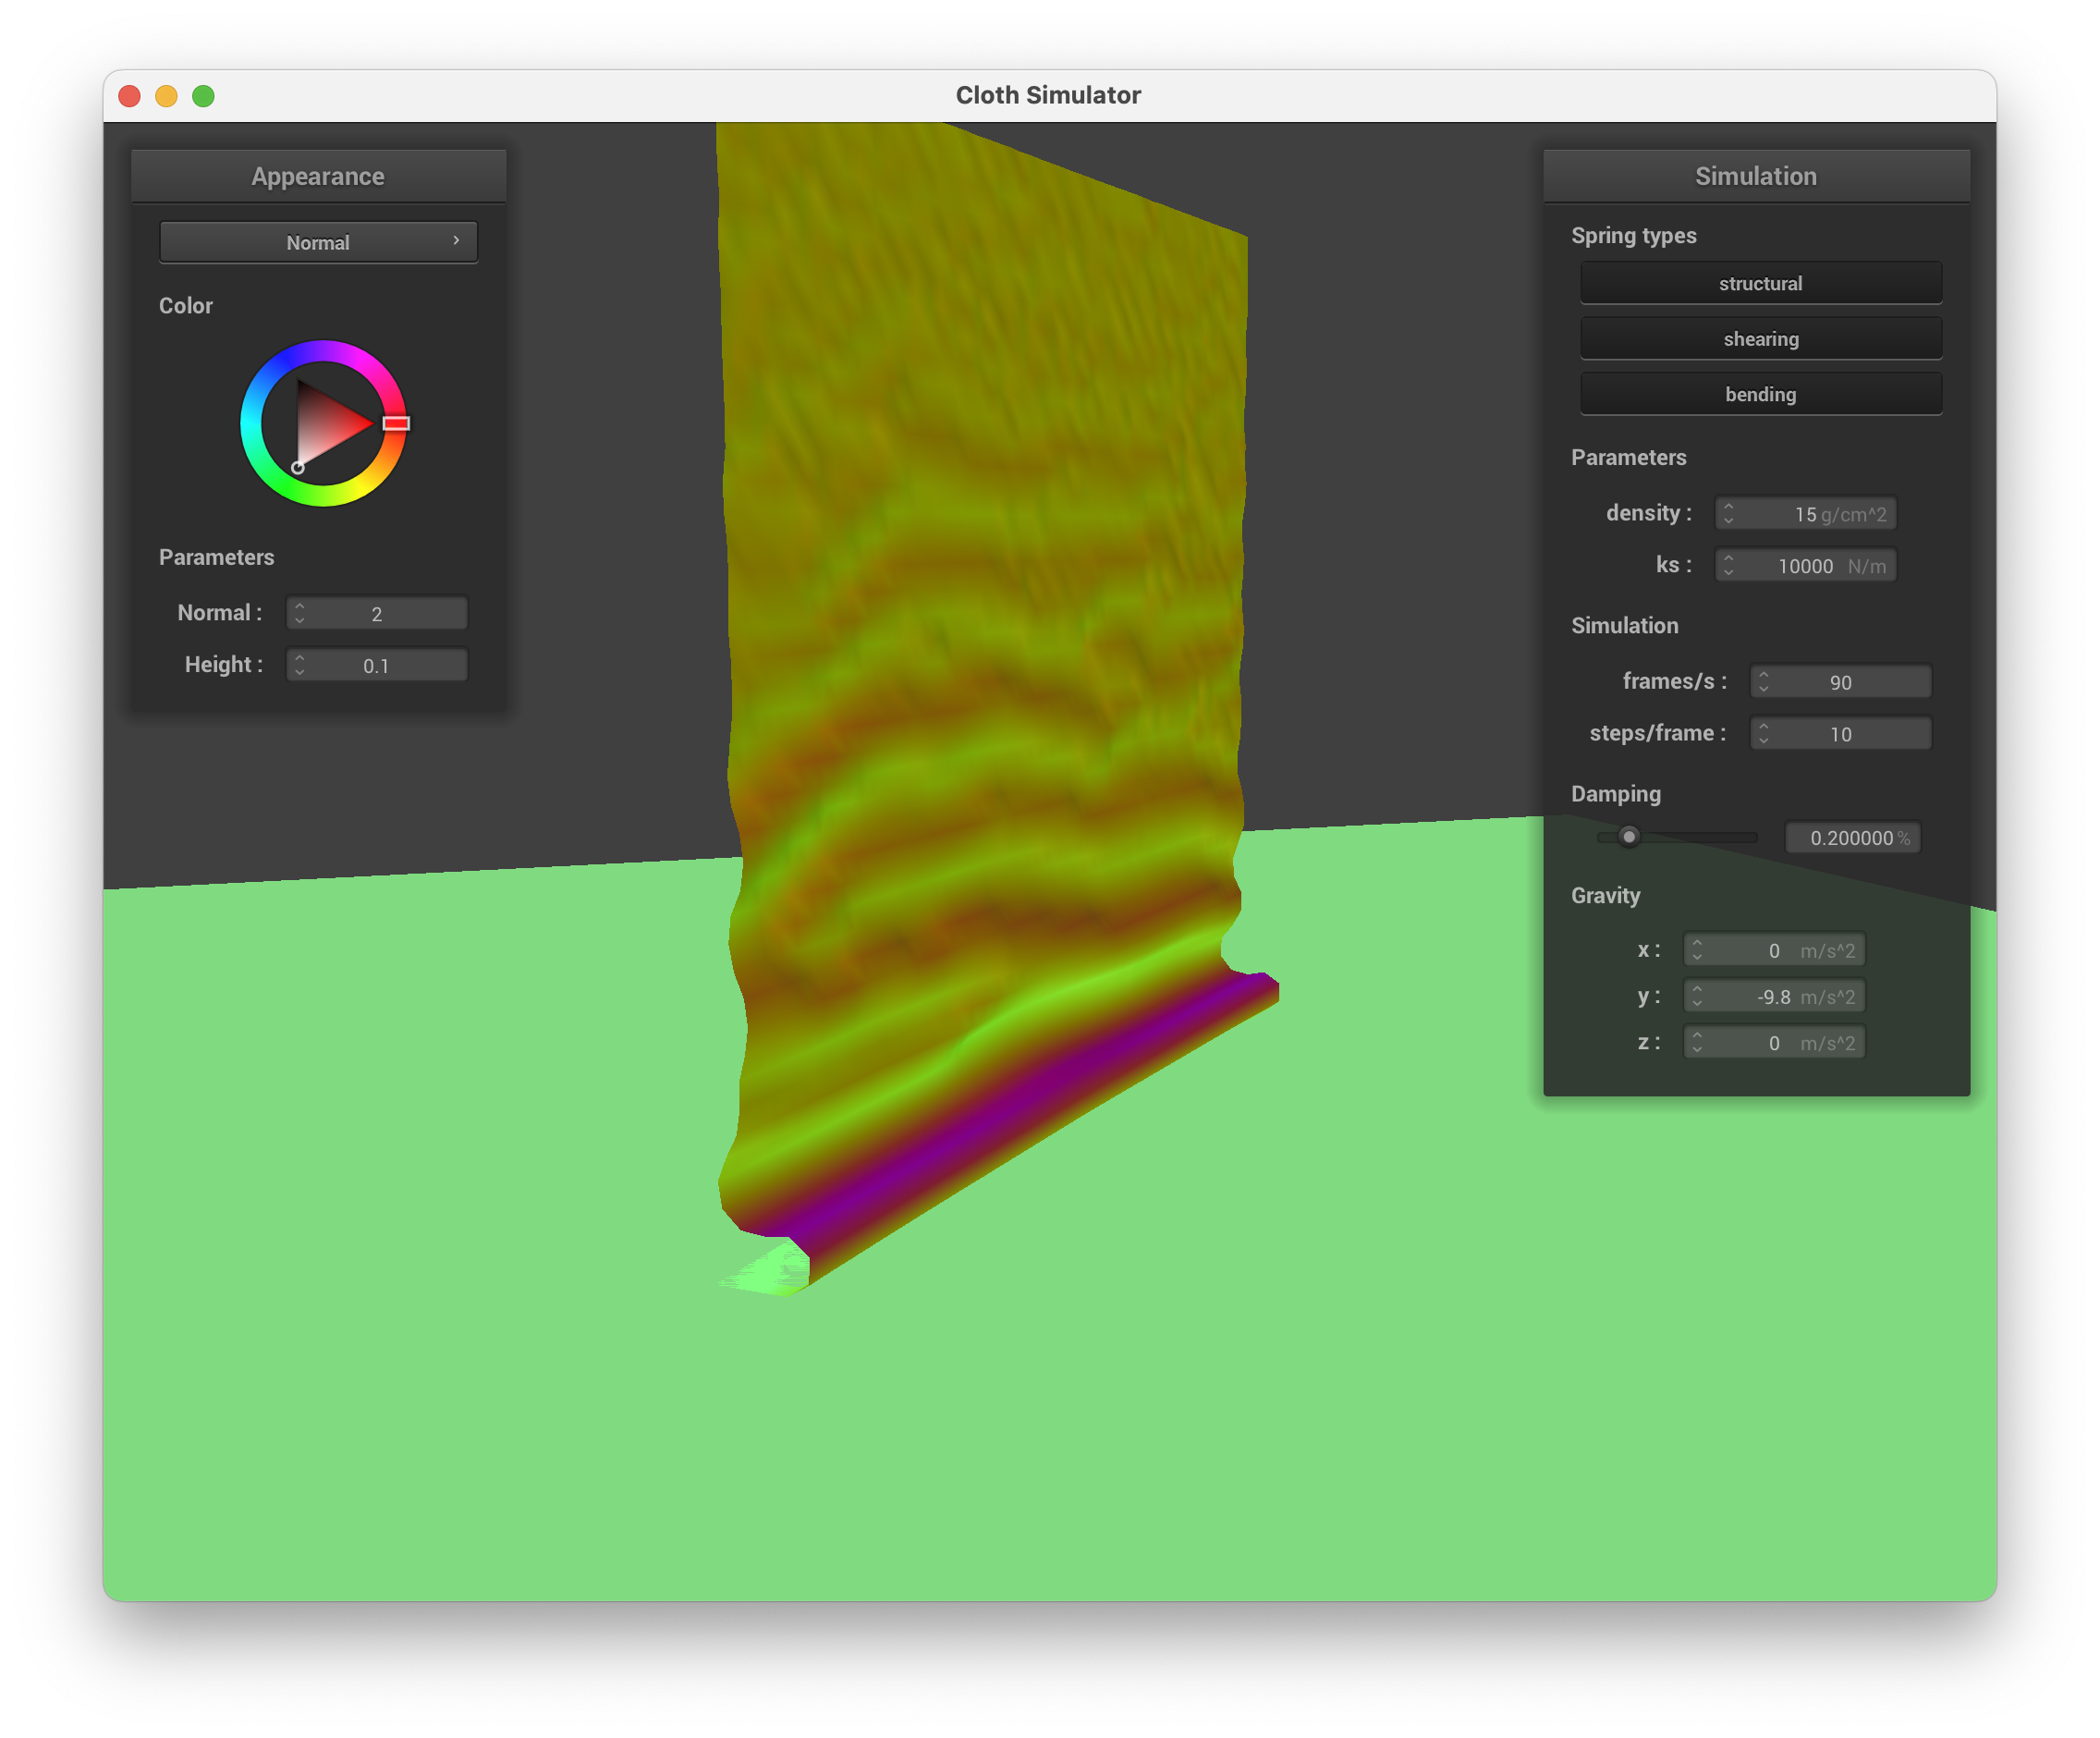 Cloth Simulator
Appearance
Normal
Color
Parameters
Normal : 2
Height : 0.1
Simulation
Spring types
structural
shearing
bending
Parameters
density : 15 g/cm^2
ks : 10000 N/m
Simulation
frames/s : 90
steps/frame : 10
Damping
0.200000 %
Gravity
x : 0 m/s^2
y : -9.8 m/s^2
z : 0 m/s^2